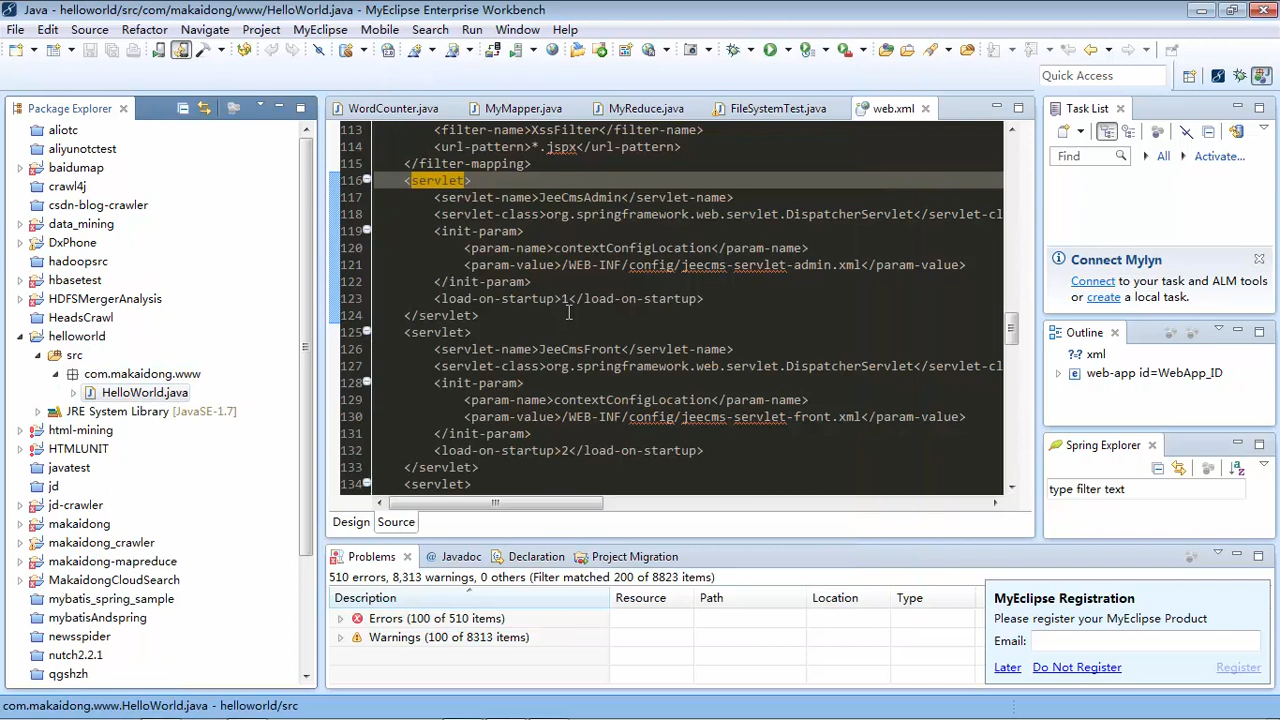 Java - helloworld/src/com/makaidong/www/HelloWorld.java - MyEclipse Enterprise Workbench
File Edit Source Refactor Navigate Project MyEclipse Mobile Search Run Window Help
Quick Access
Package Explorer
aliotc
aliyunotctest
baidumap
crawl4j
csdn-blog-crawler
data_mining
DxPhone
hadoopsrc
hbasetest
HDFSMergerAnalysis
HeadsCrawl
helloworld
src
com.makaidong.www
HelloWorld.java
JRE System Library [JavaSE-1.7]
html-mining
HTMLUNIT
javatest
jd
jd-crawler
makaidong
makaidong_crawler
makaidong-mapreduce
MakaidongCloudSearch
mybatis_spring_sample
mybatisAndspring
newsspider
nutch2.2.1
qgshzh
WordCounter.java MyMapper.java MyReduce.java FileSystemTest.java web.xml
113 <filter-name>XssFilter</filter-name>
114 <url-pattern>*.jspx</url-pattern>
115 </filter-mapping>
116 <servlet>
117 <servlet-name>JeeCmsAdmin</servlet-name>
118 <servlet-class>org.springframework.web.servlet.DispatcherServlet</servlet-cl
119 <init-param>
120 <param-name>contextConfigLocation</param-name>
121 <param-value>/WEB-INF/config/jeecms-servlet-admin.xml</param-value>
122 </init-param>
123 <load-on-startup>1</load-on-startup>
124 </servlet>
125 <servlet>
126 <servlet-name>JeeCmsFront</servlet-name>
127 <servlet-class>org.springframework.web.servlet.DispatcherServlet</servlet-cl
128 <init-param>
129 <param-name>contextConfigLocation</param-name>
130 <param-value>/WEB-INF/config/jeecms-servlet-front.xml</param-value>
131 </init-param>
132 <load-on-startup>2</load-on-startup>
133 </servlet>
134 <servlet>
Design Source
Task List
Find All Activate...
Connect Mylyn
Connect to your task and ALM tools
or create a local task.
Outline
xml
web-app id=WebApp_ID
Spring Explorer
type filter text
Problems Javadoc Declaration Project Migration
510 errors, 8,313 warnings, 0 others (Filter matched 200 of 8823 items)
Description Resource Path Location Type
Errors (100 of 510 items)
Warnings (100 of 8313 items)
MyEclipse Registration
Please register your MyEclipse Product
Email:
Later Do Not Register Register
com.makaidong.www.HelloWorld.java - helloworld/src